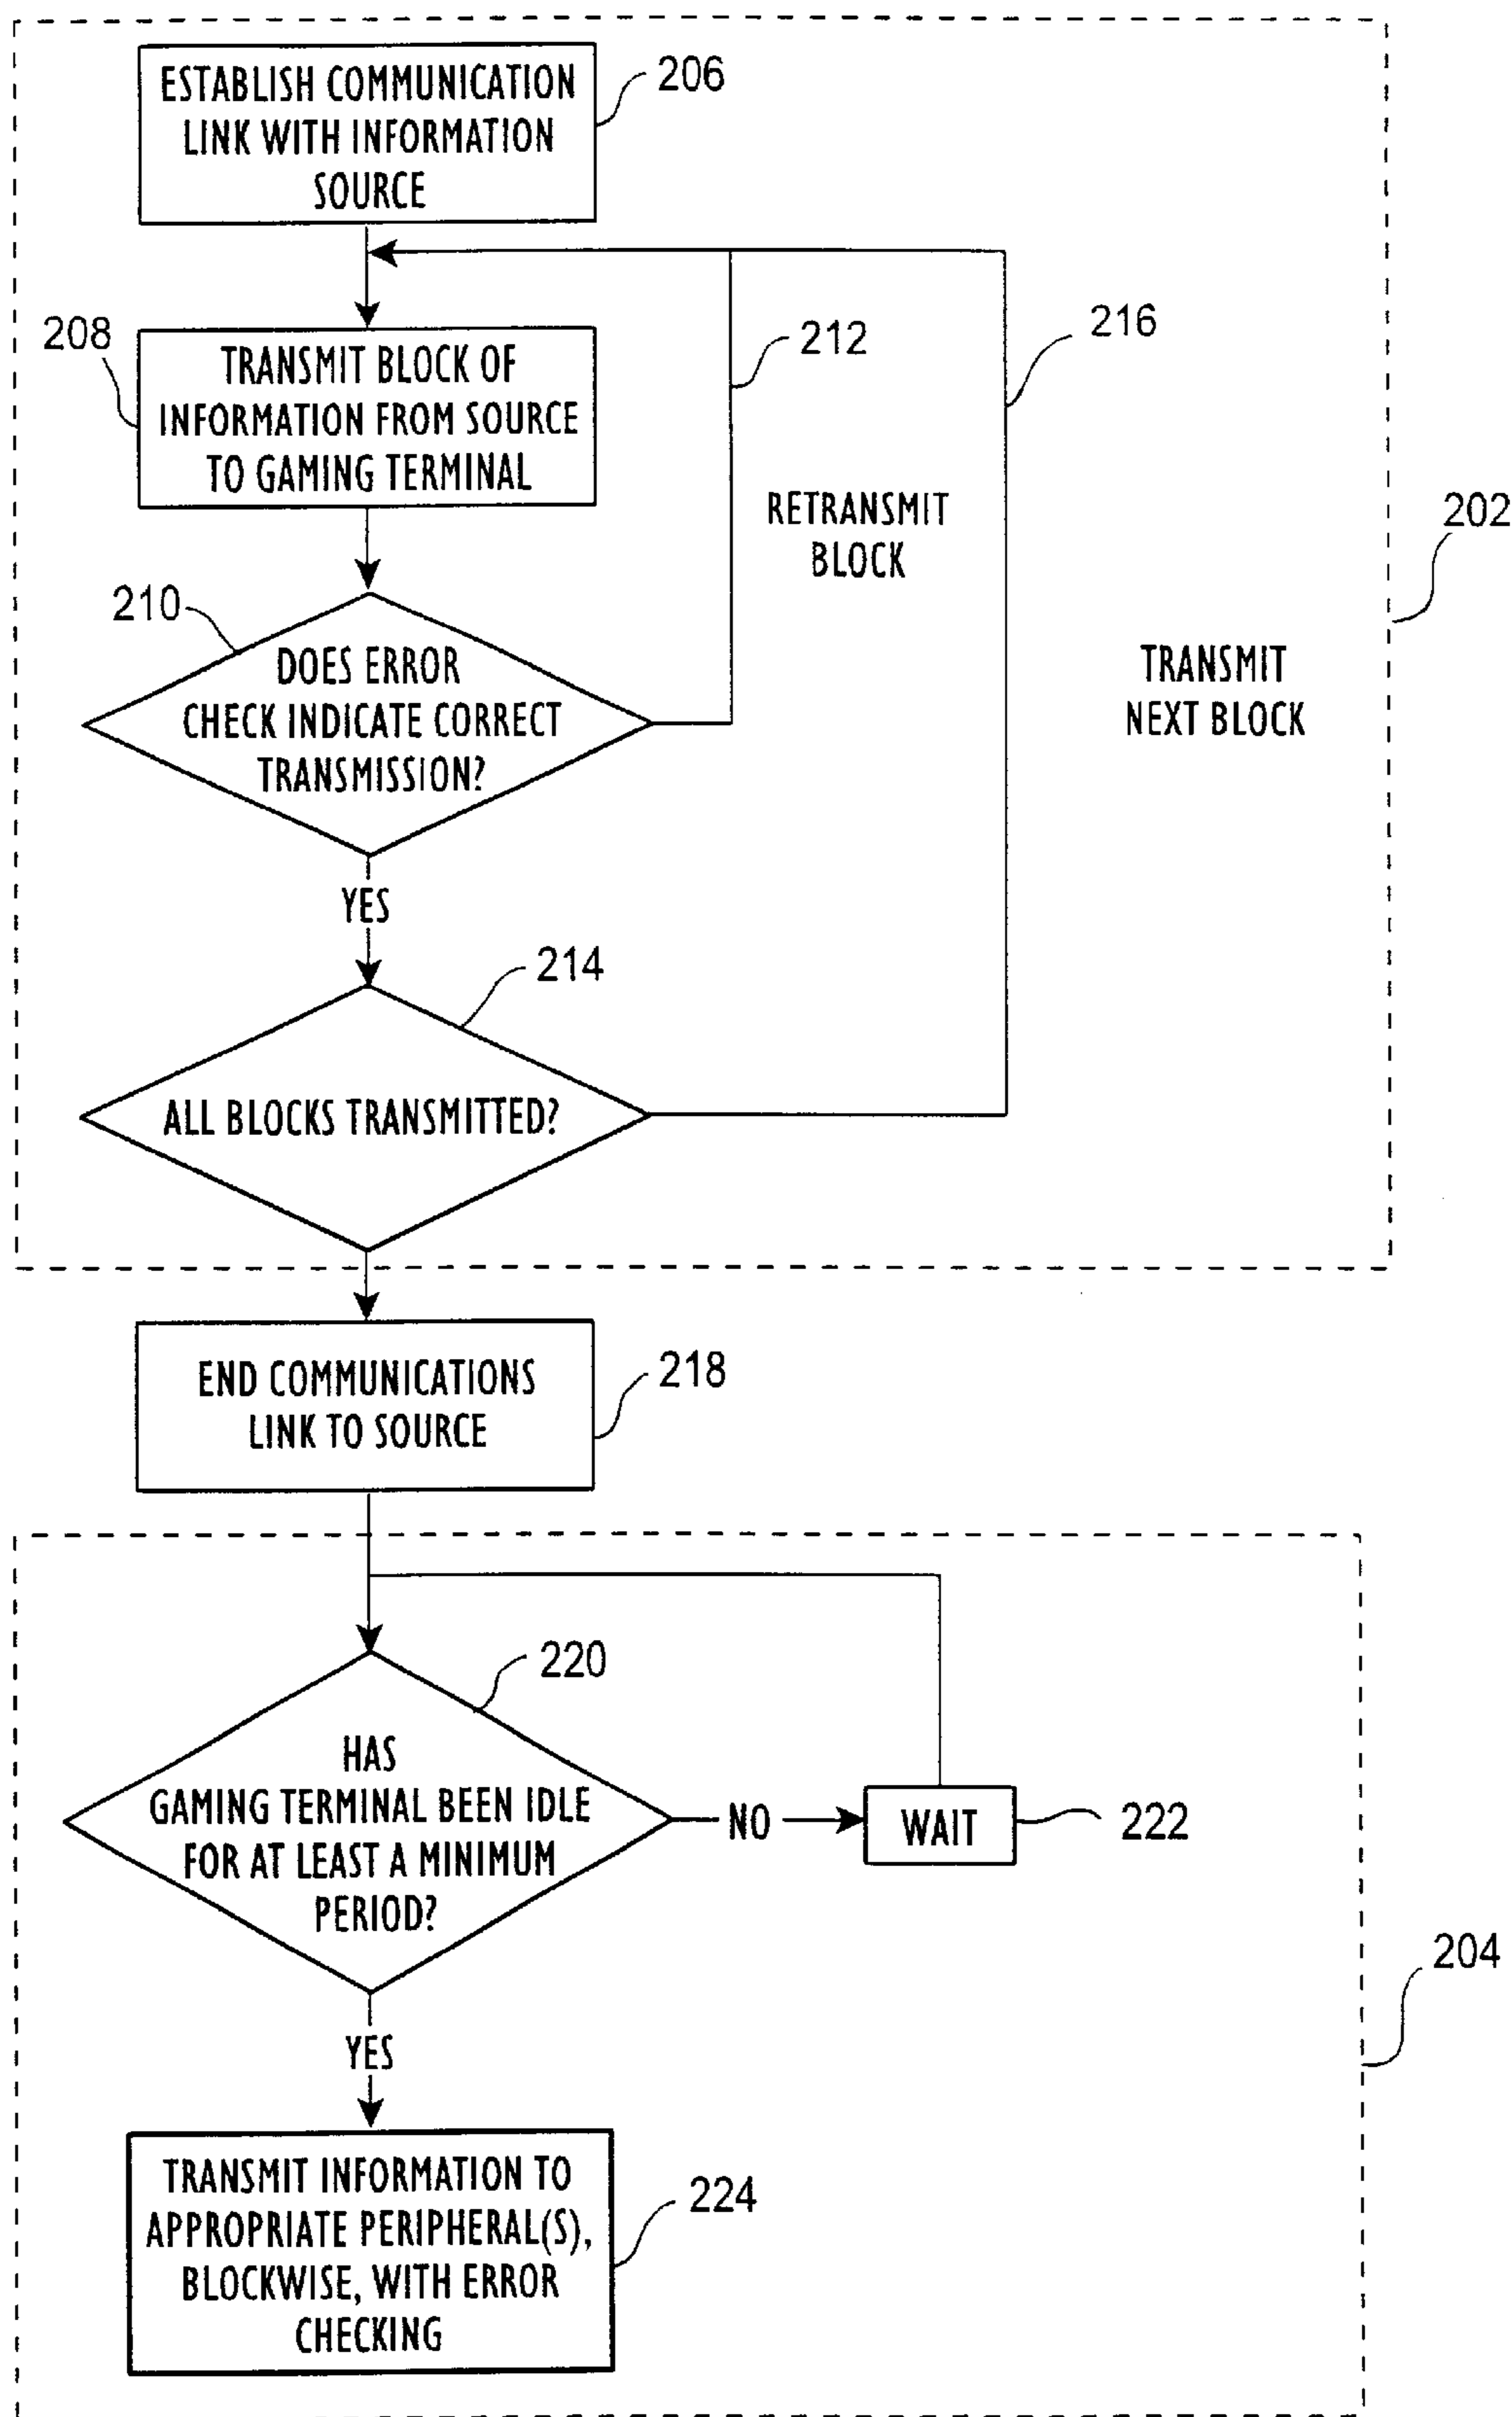 ESTABLISH COMMUNICATION
LINK WITH INFORMATION
SOURCE
206
208
TRANSMIT BLOCK OF
INFORMATION FROM SOURCE
TO GAMING TERMINAL
212
216
RETRANSMIT
BLOCK
202
210
DOES ERROR
CHECK INDICATE CORRECT
TRANSMISSION?
TRANSMIT
NEXT BLOCK
YES
214
ALL BLOCKS TRANSMITTED?
END COMMUNICATIONS
LINK TO SOURCE
218
220
HAS
GAMING TERMINAL BEEN IDLE
FOR AT LEAST A MINIMUM
PERIOD?
NO
WAIT
222
204
YES
TRANSMIT INFORMATION TO
APPROPRIATE PERIPHERAL(S),
BLOCKWISE, WITH ERROR
CHECKING
224